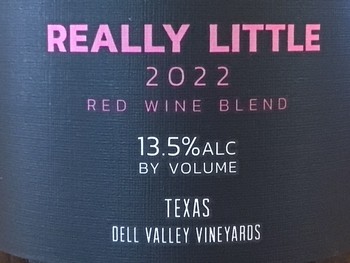 REALLY LITTLE
2022
RED WINE BLEND
13.5% ALC
BY VOLUME
TEXAS
DELL VALLEY VINEYARDS